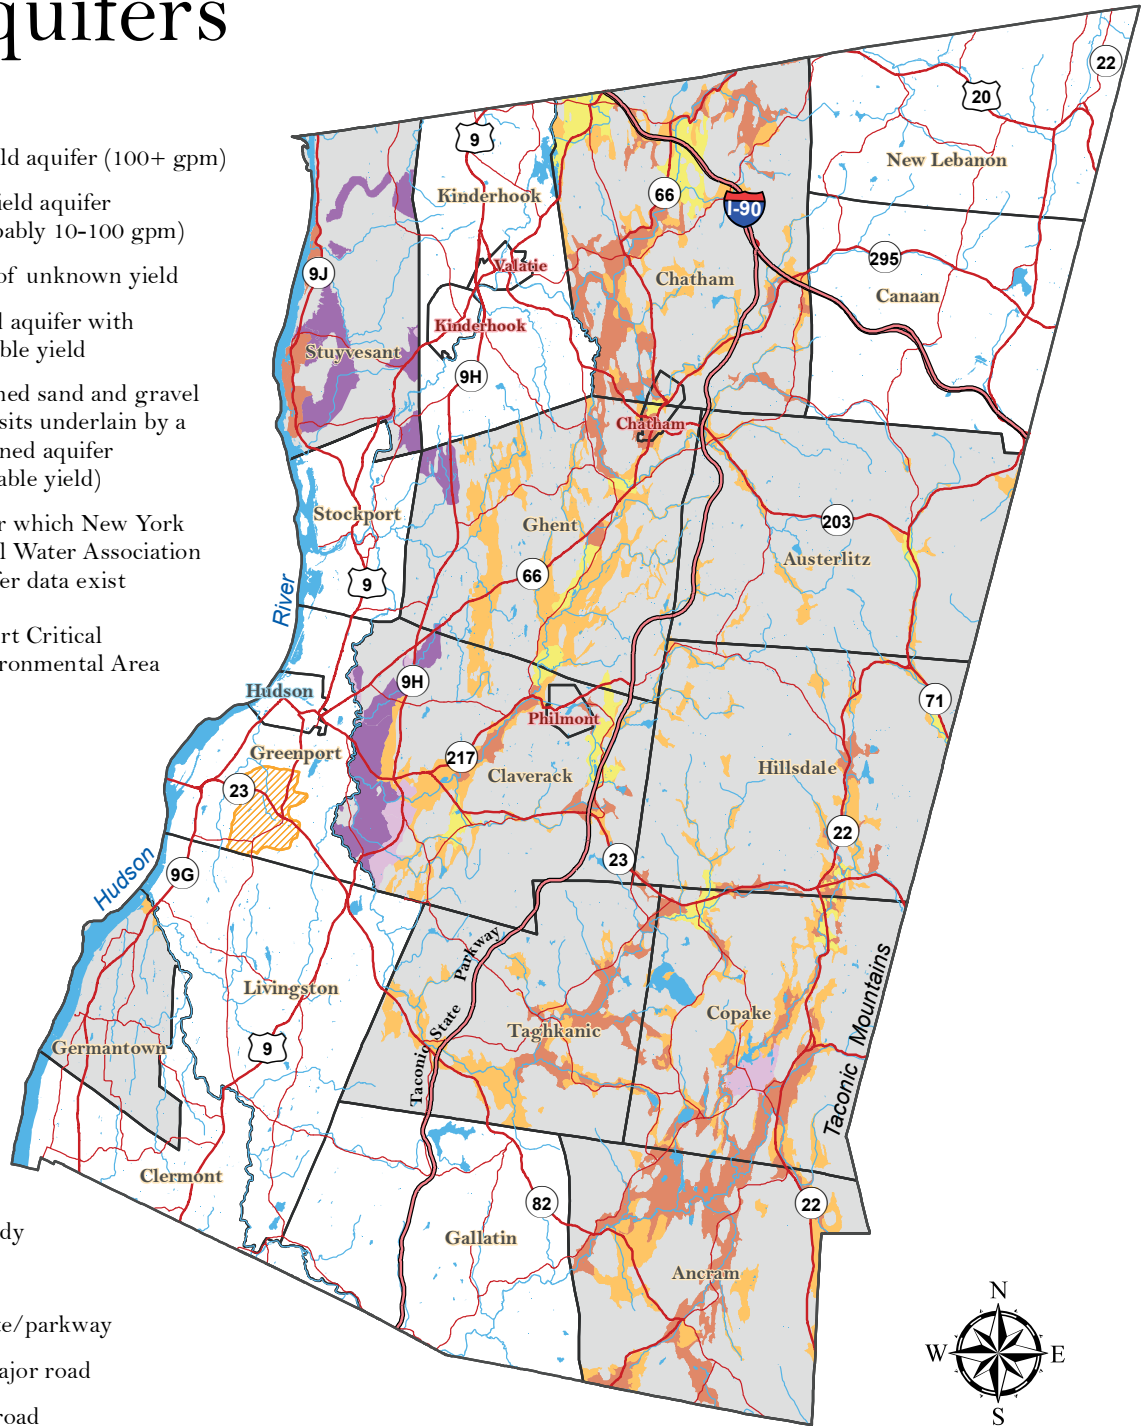 quifers
ld aquifer (100+ gpm)
ield aquifer
bably 10-100 gpm)
of unknown yield
l aquifer with
ble yield
ned sand and gravel
sits underlain by a
ned aquifer
able yield)
r which New York
l Water Association
fer data exist
rt Critical
ronmental Area
dy
te/parkway
ajor road
road
22
20
9
New Lebanon
Kinderhook
66
I-90
295
Valatie
9J
Chatham
Canaan
Kinderhook
Stuyvesant
9H
Chatham
Stockport
Ghent
203
Austerlitz
66
9
River
Hudson
9H
71
Philmont
Greenport
217
Claverack
Hillsdale
23
22
23
Hudson
9G
Parkway
Livingston
Taghkanic
Copake
State
Taconic
Taconic Mountains
Germantown
9
Clermont
82
22
Gallatin
Ancram
N
W
E
S